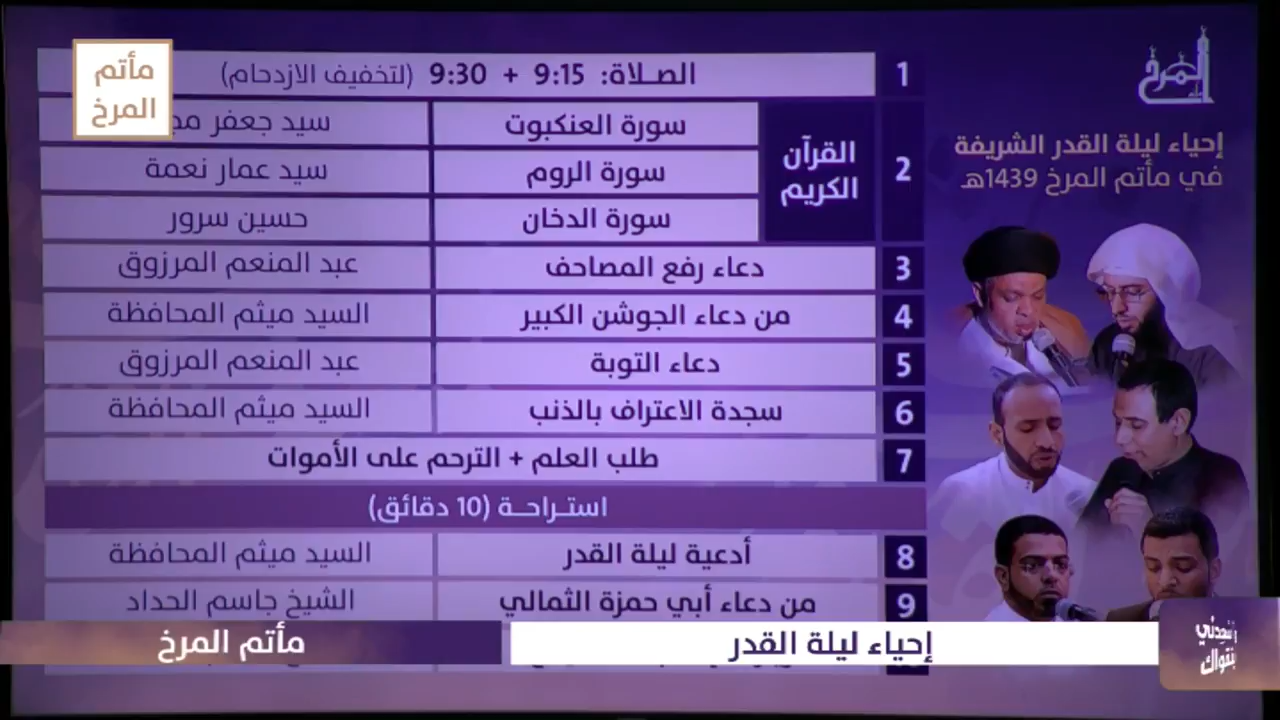 مأتم
المرخ
المرخ
إحياء ليلة القدر الشريفة
في مأتم المرخ 1439هـ
1 الصلاة: 9:15 + 9:30 (لتخفيف الازدحام)
2 القرآن الكريم
سورة العنكبوت سيد جعفر
سورة الروم سيد عمار نعمة
سورة الدخان حسين سرور
3 دعاء رفع المصاحف عبد المنعم المرزوق
4 من دعاء الجوشن الكبير السيد ميثم المحافظة
5 دعاء التوبة عبد المنعم المرزوق
6 سجدة الاعتراف بالذنب السيد ميثم المحافظة
7 طلب العلم + الترحم على الأموات
استراحة (10 دقائق)
8 أدعية ليلة القدر السيد ميثم المحافظة
9 من دعاء أبي حمزة الثمالي الشيخ جاسم الحداد
إحياء ليلة القدر
مأتم المرخ